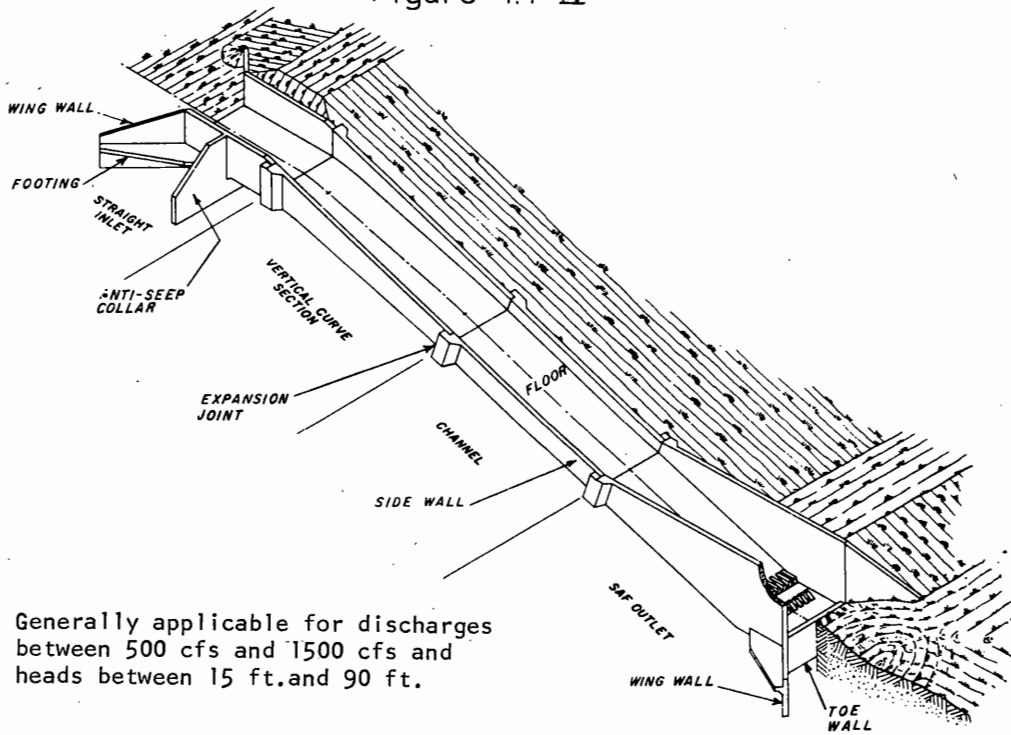 WING WALL
FOOTING
STRAIGHT
INLET
ANTI-SEEP
COLLAR
VERTICAL CURVE
SECTION
EXPANSION
JOINT
FLOOR
CHANNEL
SIDE WALL
SAF OUTLET
WING WALL
TOE
WALL
Generally applicable for discharges
between 500 cfs and 1500 cfs and
heads between 15 ft.and 90 ft.